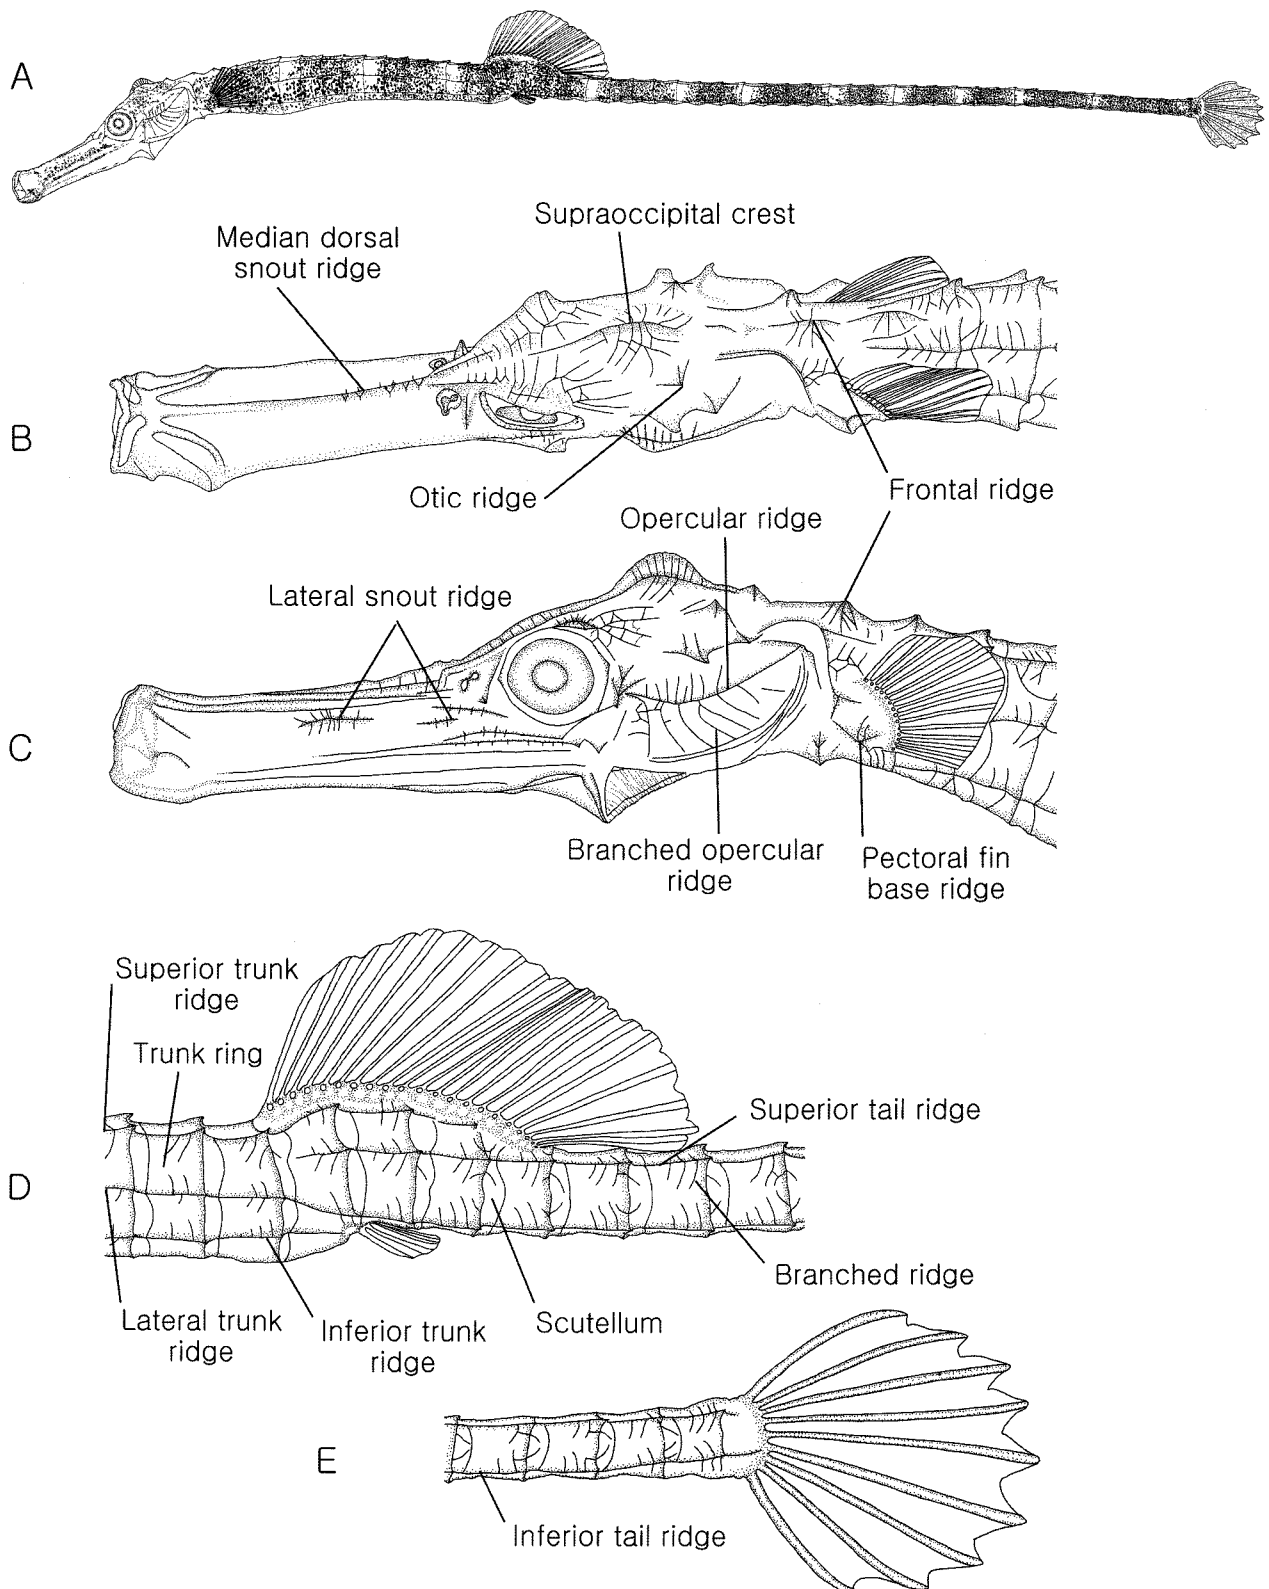 A
Supraoccipital crest
Median dorsal
snout ridge
B
Otic ridge
Frontal ridge
Opercular ridge
Lateral snout ridge
C
Branched opercular
ridge
Pectoral fin
base ridge
Superior trunk
ridge
Trunk ring
Superior tail ridge
D
Branched ridge
Lateral trunk
ridge
Inferior trunk
ridge
Scutellum
E
Inferior tail ridge